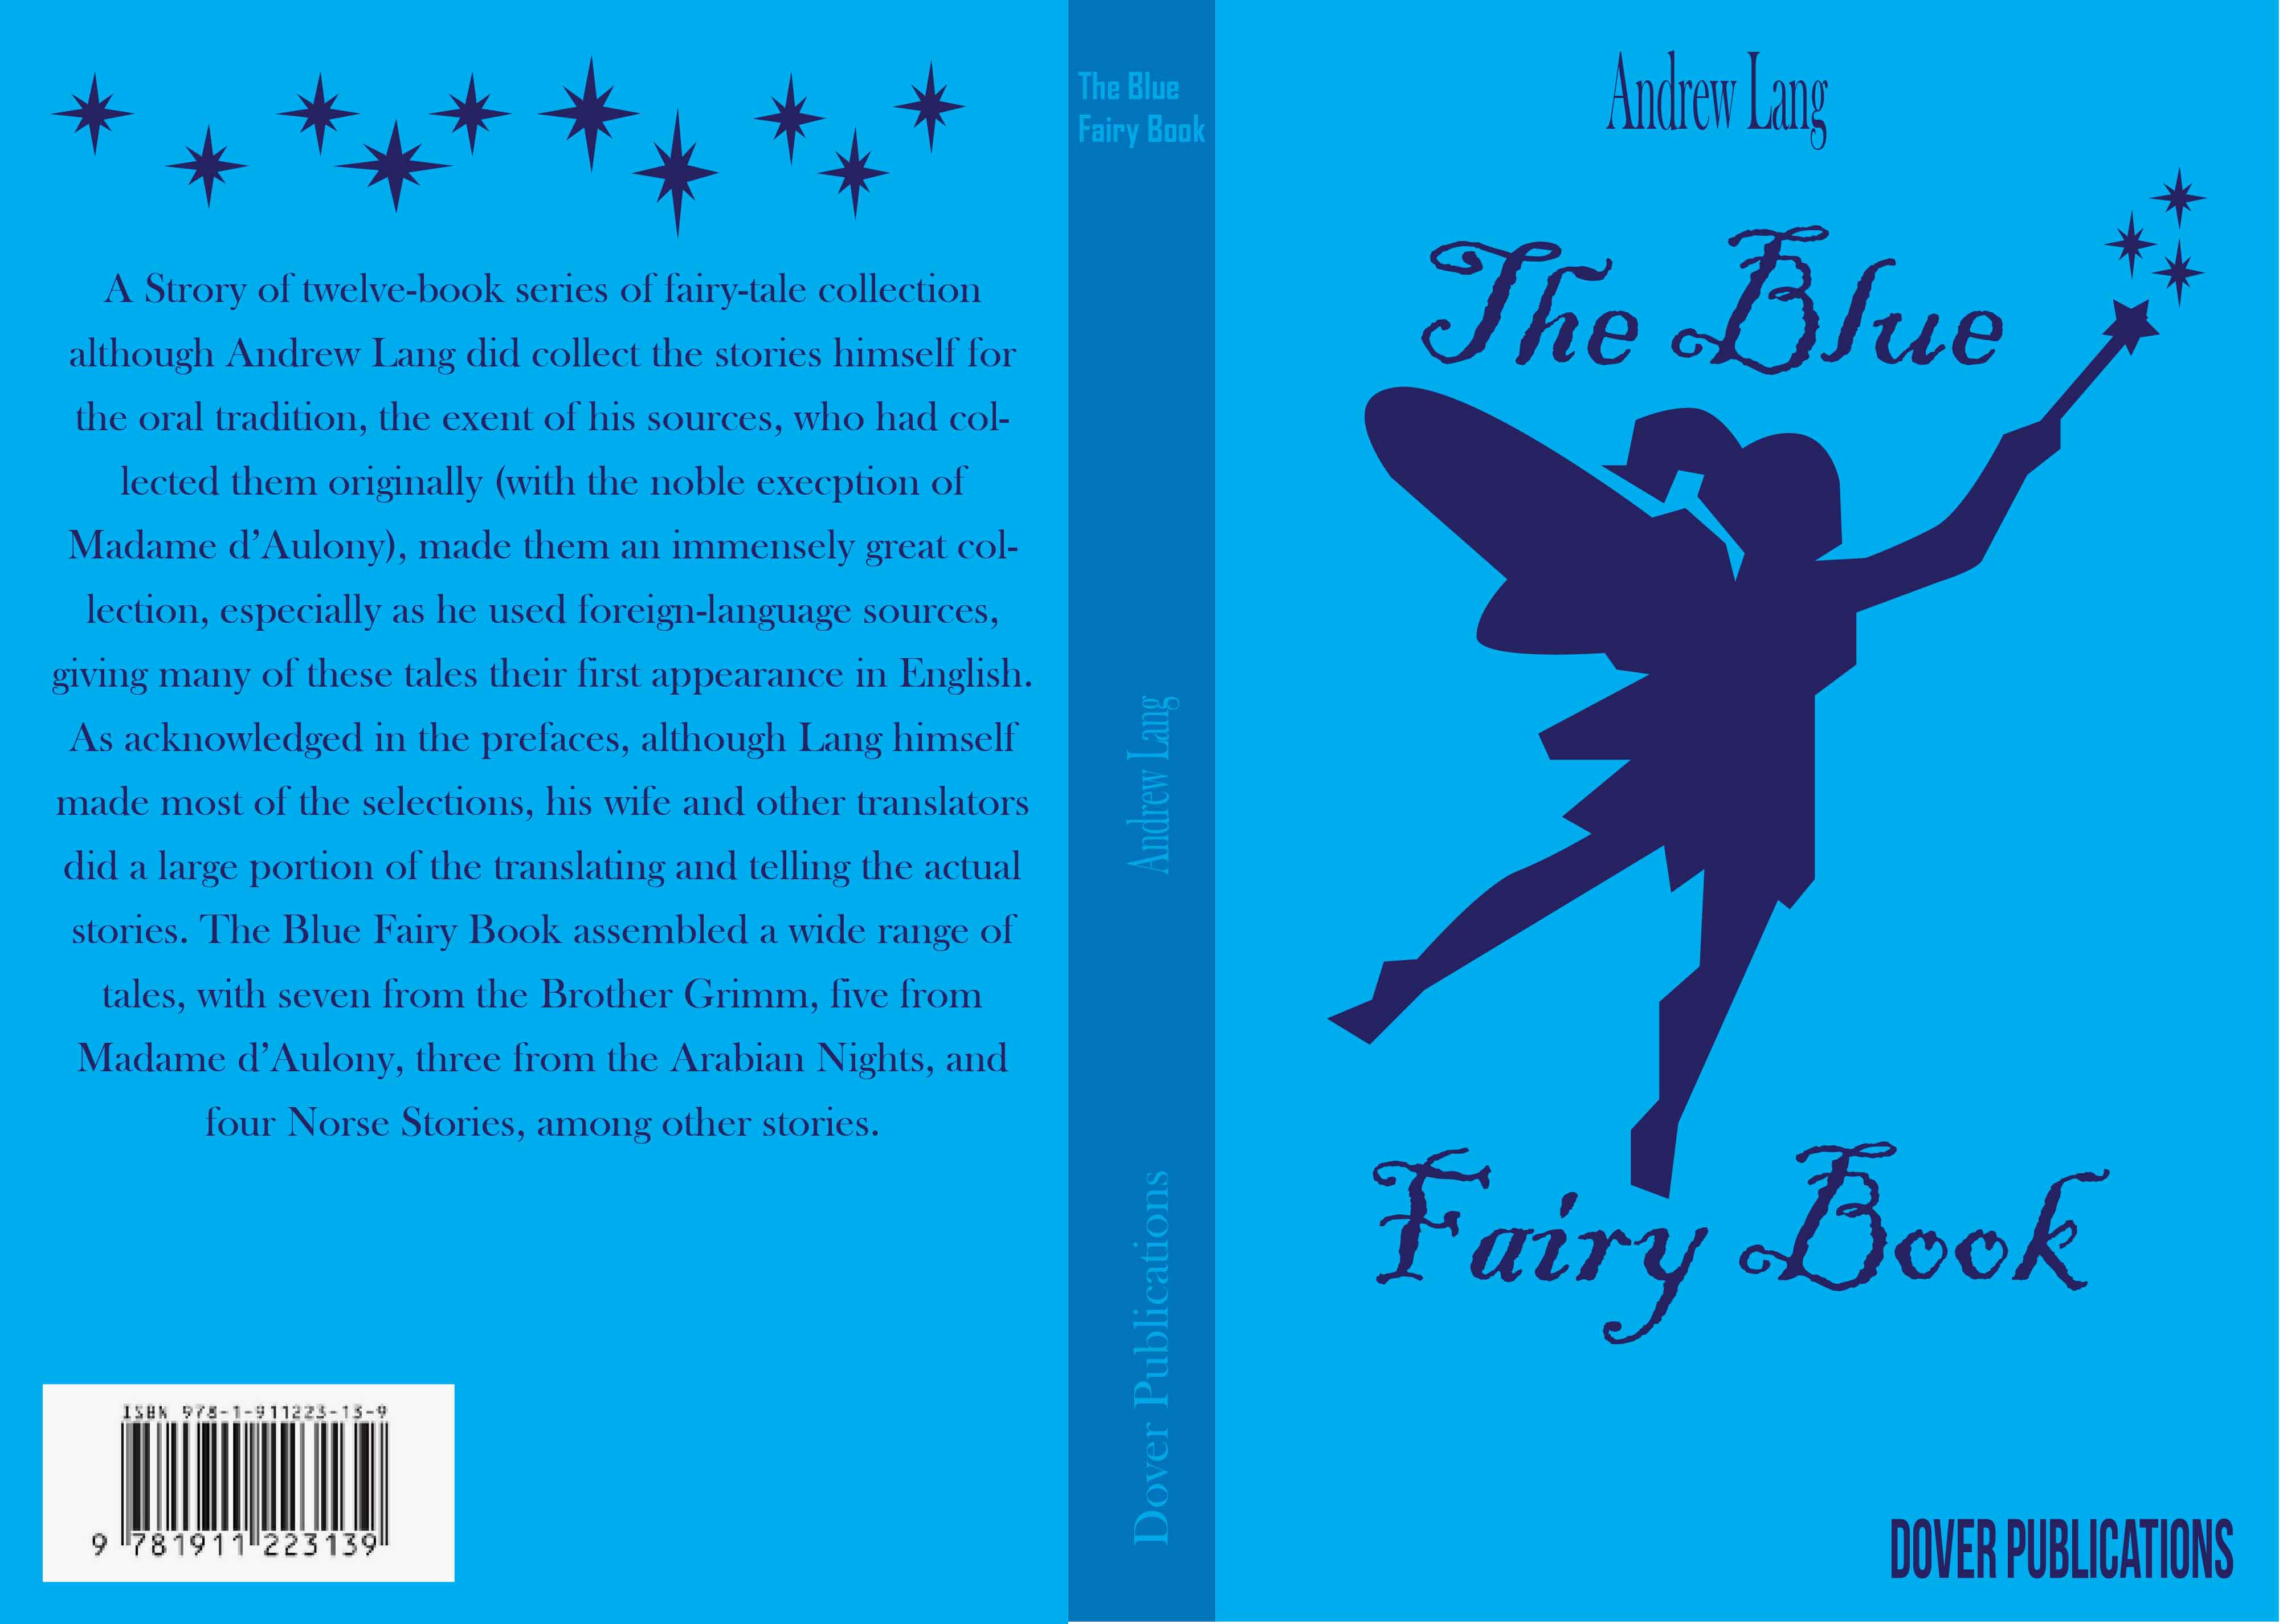 A Strory of twelve-book series of fairy-tale collection
although Andrew Lang did collect the stories himself for
the oral tradition, the exent of his sources, who had col-
lected them originally (with the noble execption of
Madame d’Aulony), made them an immensely great col-
lection, especially as he used foreign-language sources,
giving many of these tales their first appearance in English.
As acknowledged in the prefaces, although Lang himself
made most of the selections, his wife and other translators
did a large portion of the translating and telling the actual
stories. The Blue Fairy Book assembled a wide range of
tales, with seven from the Brother Grimm, five from
Madame d’Aulony, three from the Arabian Nights, and
four Norse Stories, among other stories.
ISBN 978-1-911223-13-9
9 781911 223139
The Blue
Fairy Book
Andrew Lang
Dover Publications
Andrew Lang
The Blue
Fairy Book
DOVER PUBLICATIONS